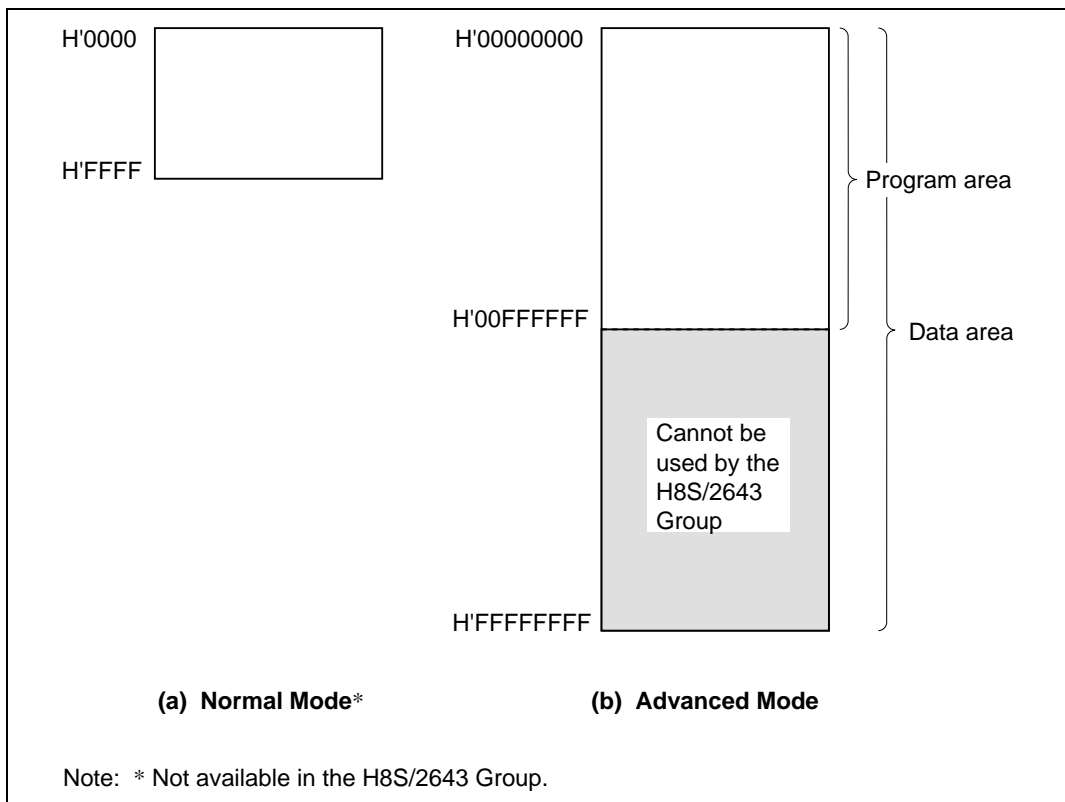 H'0000
H'FFFF
H'00000000
H'00FFFFFF
H'FFFFFFFF
Program area
Data area
Cannot be
used by the
H8S/2643
Group
(a) Normal Mode*
(b) Advanced Mode
Note: * Not available in the H8S/2643 Group.